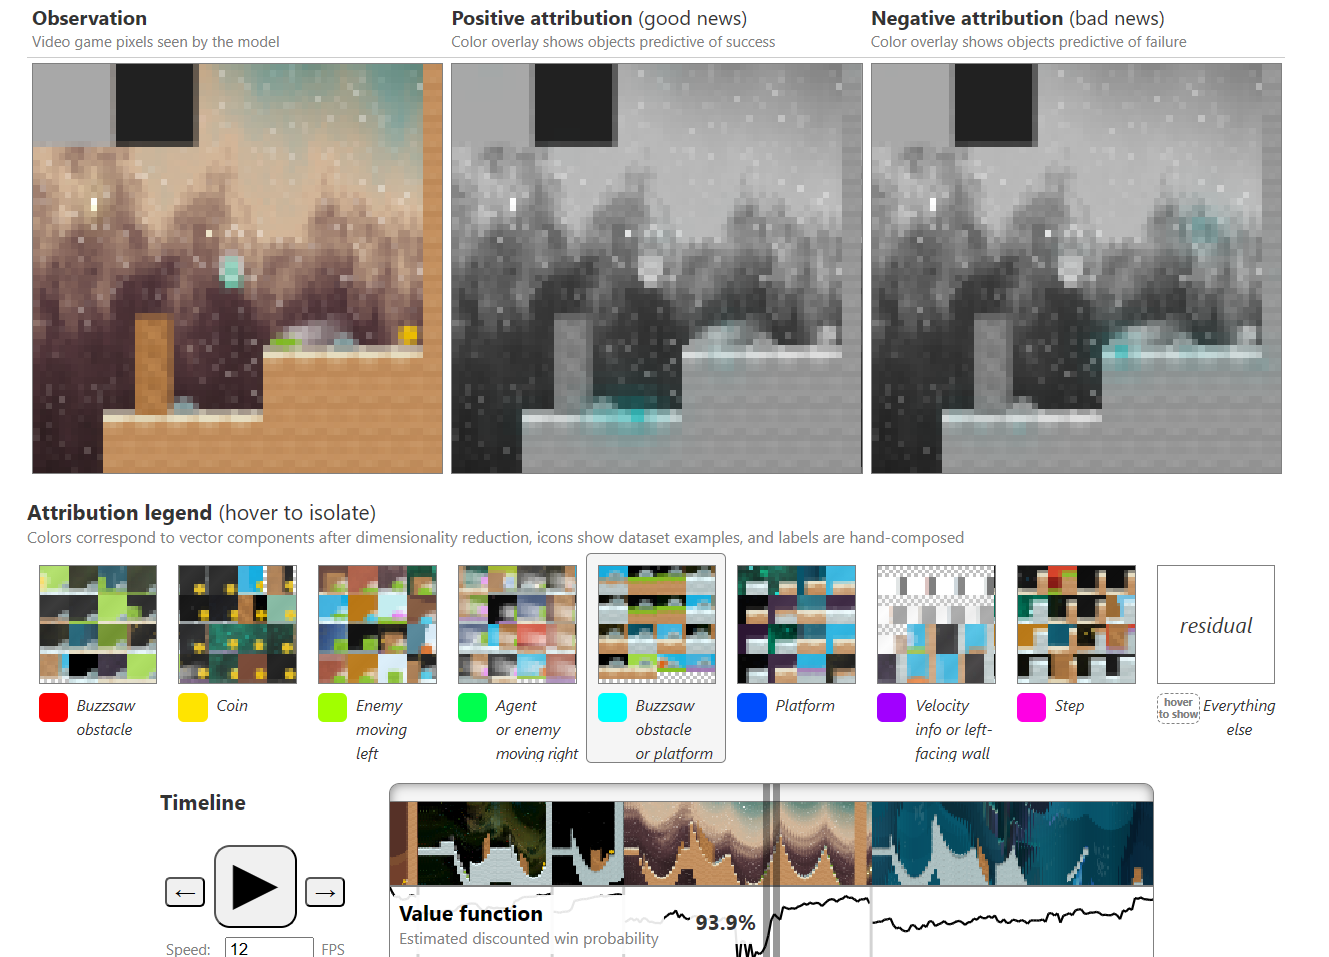 Observation
Video game pixels seen by the model
Positive attribution (good news)
Color overlay shows objects predictive of success
Negative attribution (bad news)
Color overlay shows objects predictive of failure
Attribution legend (hover to isolate)
Colors correspond to vector components after dimensionality reduction, icons show dataset examples, and labels are hand-composed
residual
Buzzsaw
obstacle
Coin
Enemy
moving
left
Agent
or enemy
moving right
Buzzsaw
obstacle
or platform
Platform
Velocity
info or left-
facing wall
Step
hover
to show
Everything
else
Timeline
←
→
Speed: 12 FPS
Value function
Estimated discounted win probability
93.9%